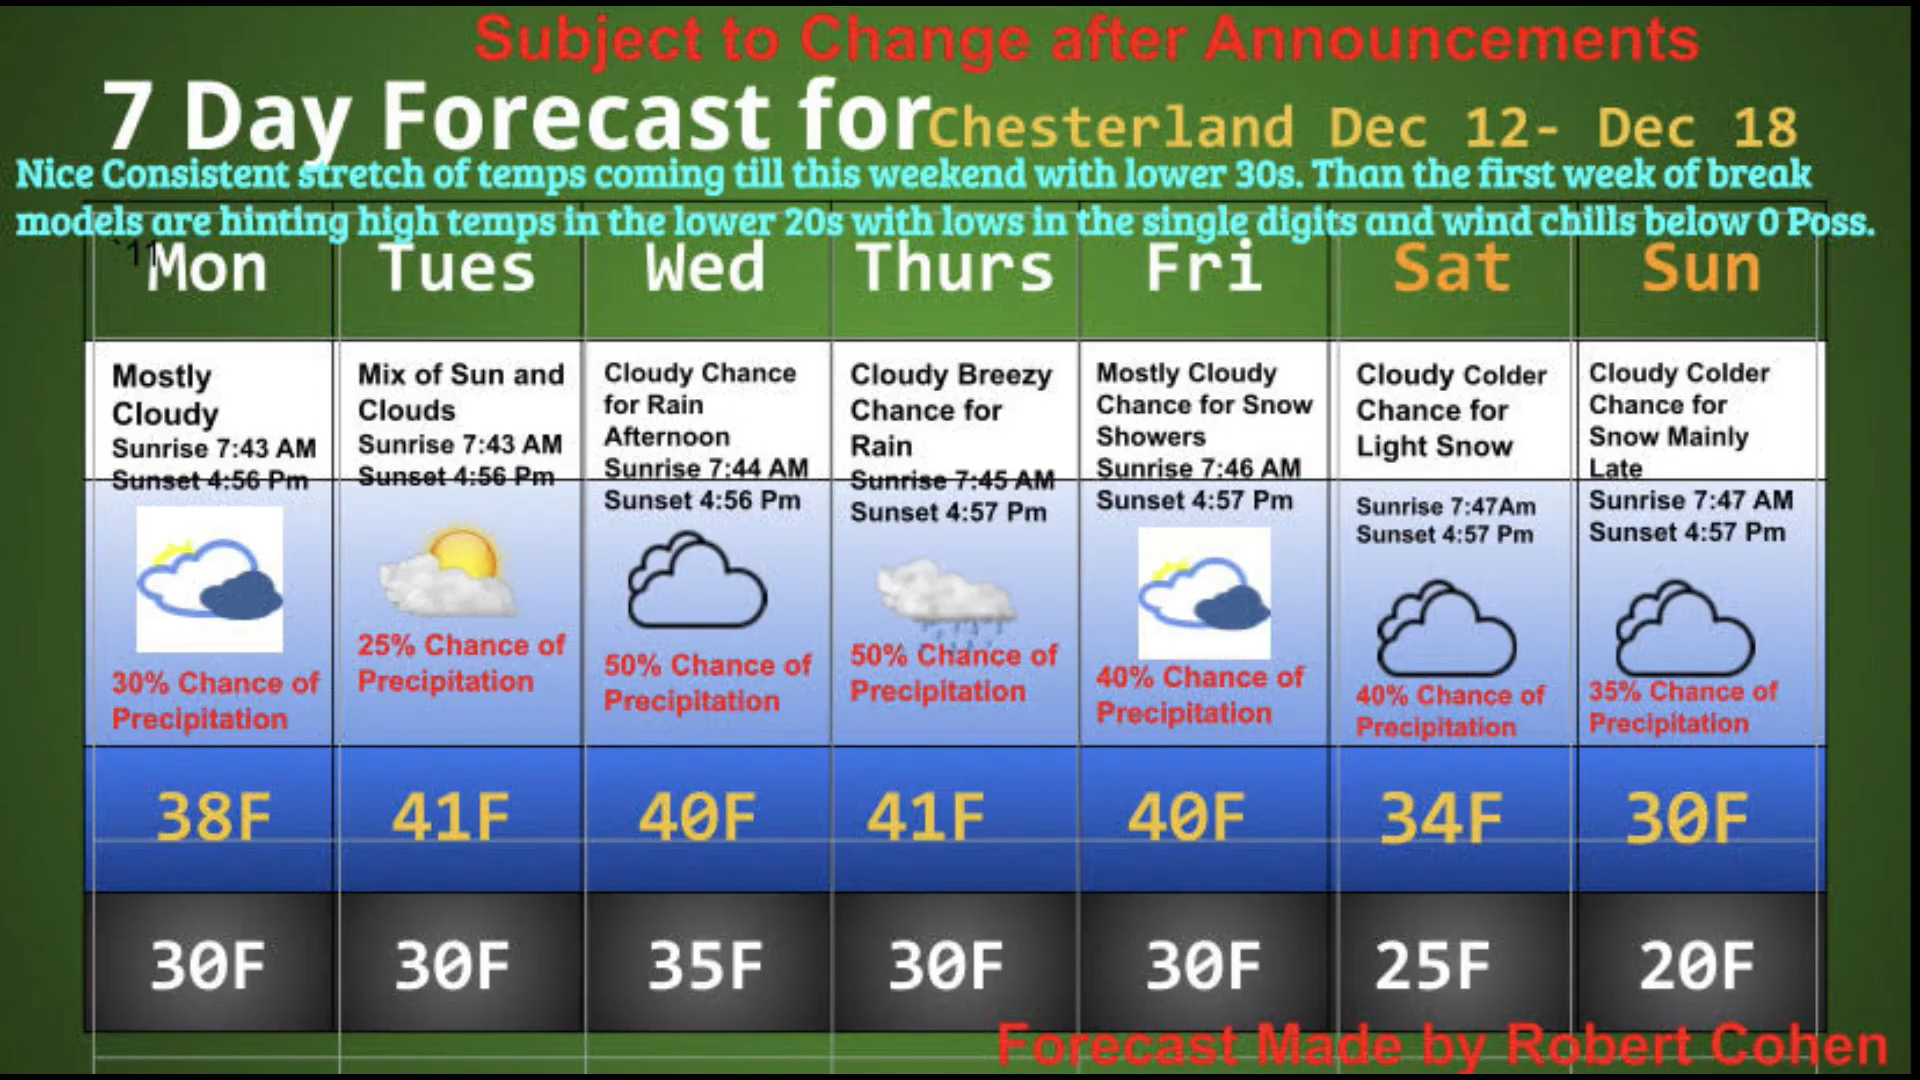 Subject to Change after Announcements
7 Day Forecast for Chesterland Dec 12- Dec 18
Nice Consistent stretch of temps coming till this weekend with lower 30s. Than the first week of break
models are hinting high temps in the lower 20s with lows in the single digits and wind chills below 0 Poss.
`11
Mon Tues Wed Thurs Fri Sat Sun
Mostly
Cloudy
Sunrise 7:43 AM
Sunset 4:56 Pm
30% Chance of
Precipitation
Mix of Sun and
Clouds
Sunrise 7:43 AM
Sunset 4:56 Pm
25% Chance of
Precipitation
Cloudy Chance
for Rain
Afternoon
Sunrise 7:44 AM
Sunset 4:56 Pm
50% Chance of
Precipitation
Cloudy Breezy
Chance for
Rain
Sunrise 7:45 AM
Sunset 4:57 Pm
50% Chance of
Precipitation
Mostly Cloudy
Chance for Snow
Showers
Sunrise 7:46 AM
Sunset 4:57 Pm
40% Chance of
Precipitation
Cloudy Colder
Chance for
Light Snow
Sunrise 7:47Am
Sunset 4:57 Pm
40% Chance of
Precipitation
Cloudy Colder
Chance for
Snow Mainly
Late
Sunrise 7:47 AM
Sunset 4:57 Pm
35% Chance of
Precipitation
38F 41F 40F 41F 40F 34F 30F
30F 30F 35F 30F 30F 25F 20F
Forecast Made by Robert Cohen